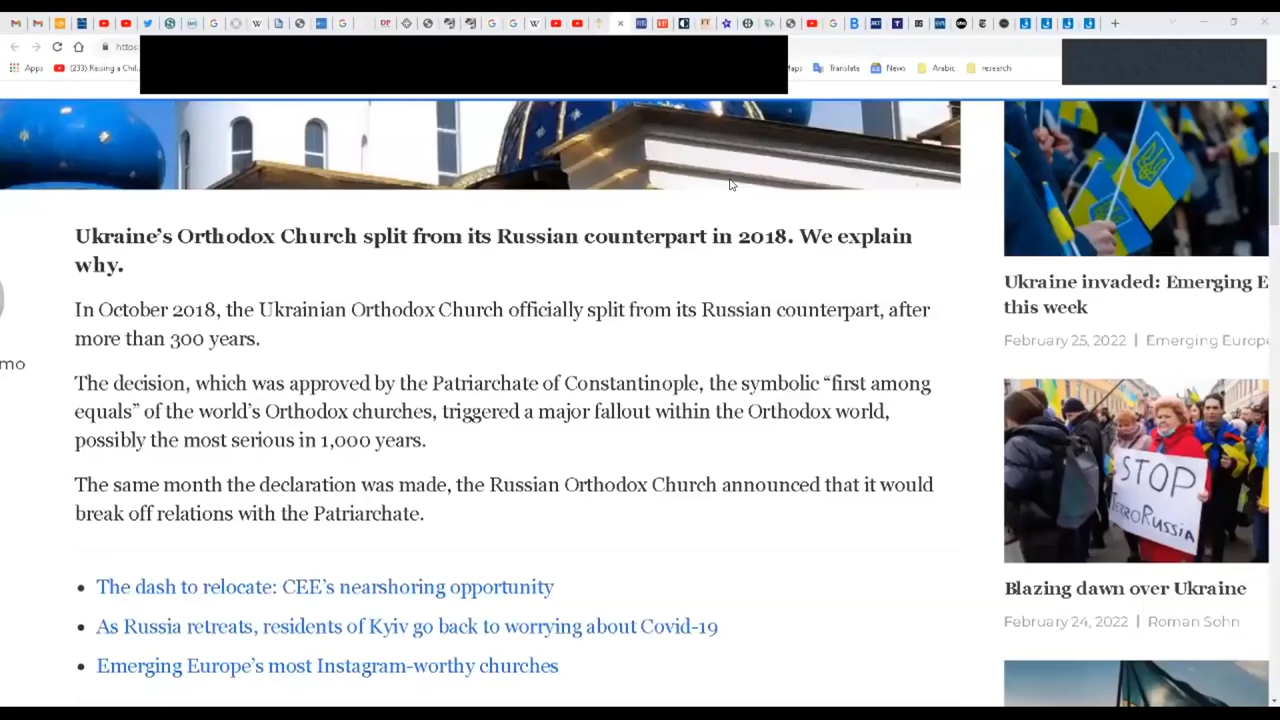 https:
Apps
(233) Raising a Chil...
Maps
Translate
News
Arabic
research
Ukraine’s Orthodox Church split from its Russian counterpart in 2018. We explain
why.
In October 2018, the Ukrainian Orthodox Church officially split from its Russian counterpart, after
more than 300 years.
The decision, which was approved by the Patriarchate of Constantinople, the symbolic “first among
equals” of the world’s Orthodox churches, triggered a major fallout within the Orthodox world,
possibly the most serious in 1,000 years.
The same month the declaration was made, the Russian Orthodox Church announced that it would
break off relations with the Patriarchate.
• The dash to relocate: CEE’s nearshoring opportunity
• As Russia retreats, residents of Kyiv go back to worrying about Covid-19
• Emerging Europe’s most Instagram-worthy churches
mo
Ukraine invaded: Emerging E
this week
February 25, 2022 | Emerging Europe
STOP
TERRORUSSIA
Blazing dawn over Ukraine
February 24, 2022 | Roman Sohn